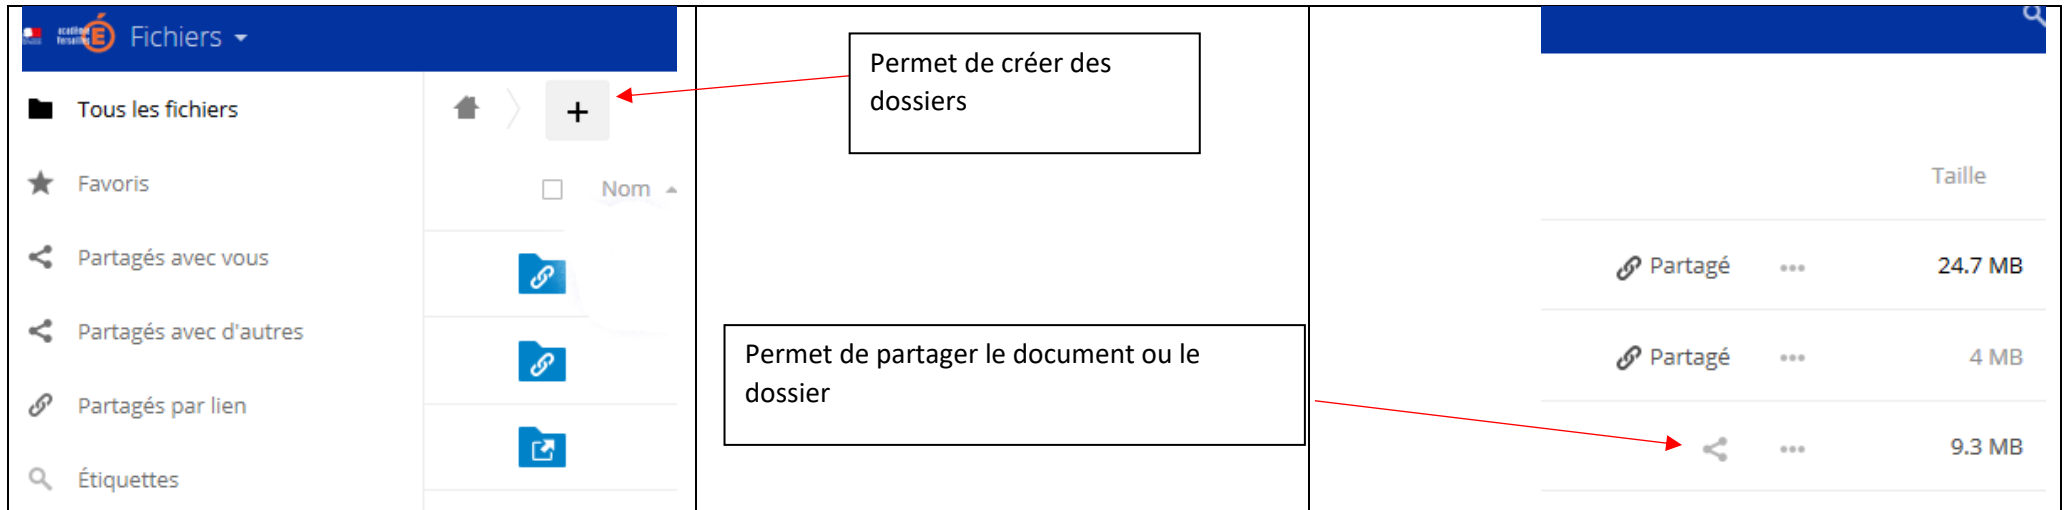 académie
Versailles
Fichiers
Tous les fichiers
Favoris
Partagés avec vous
Partagés avec d'autres
Partagés par lien
Étiquettes
Nom
Permet de créer des
dossiers
Permet de partager le document ou le
dossier
Taille
Partagé 24.7 MB
Partagé 4 MB
9.3 MB